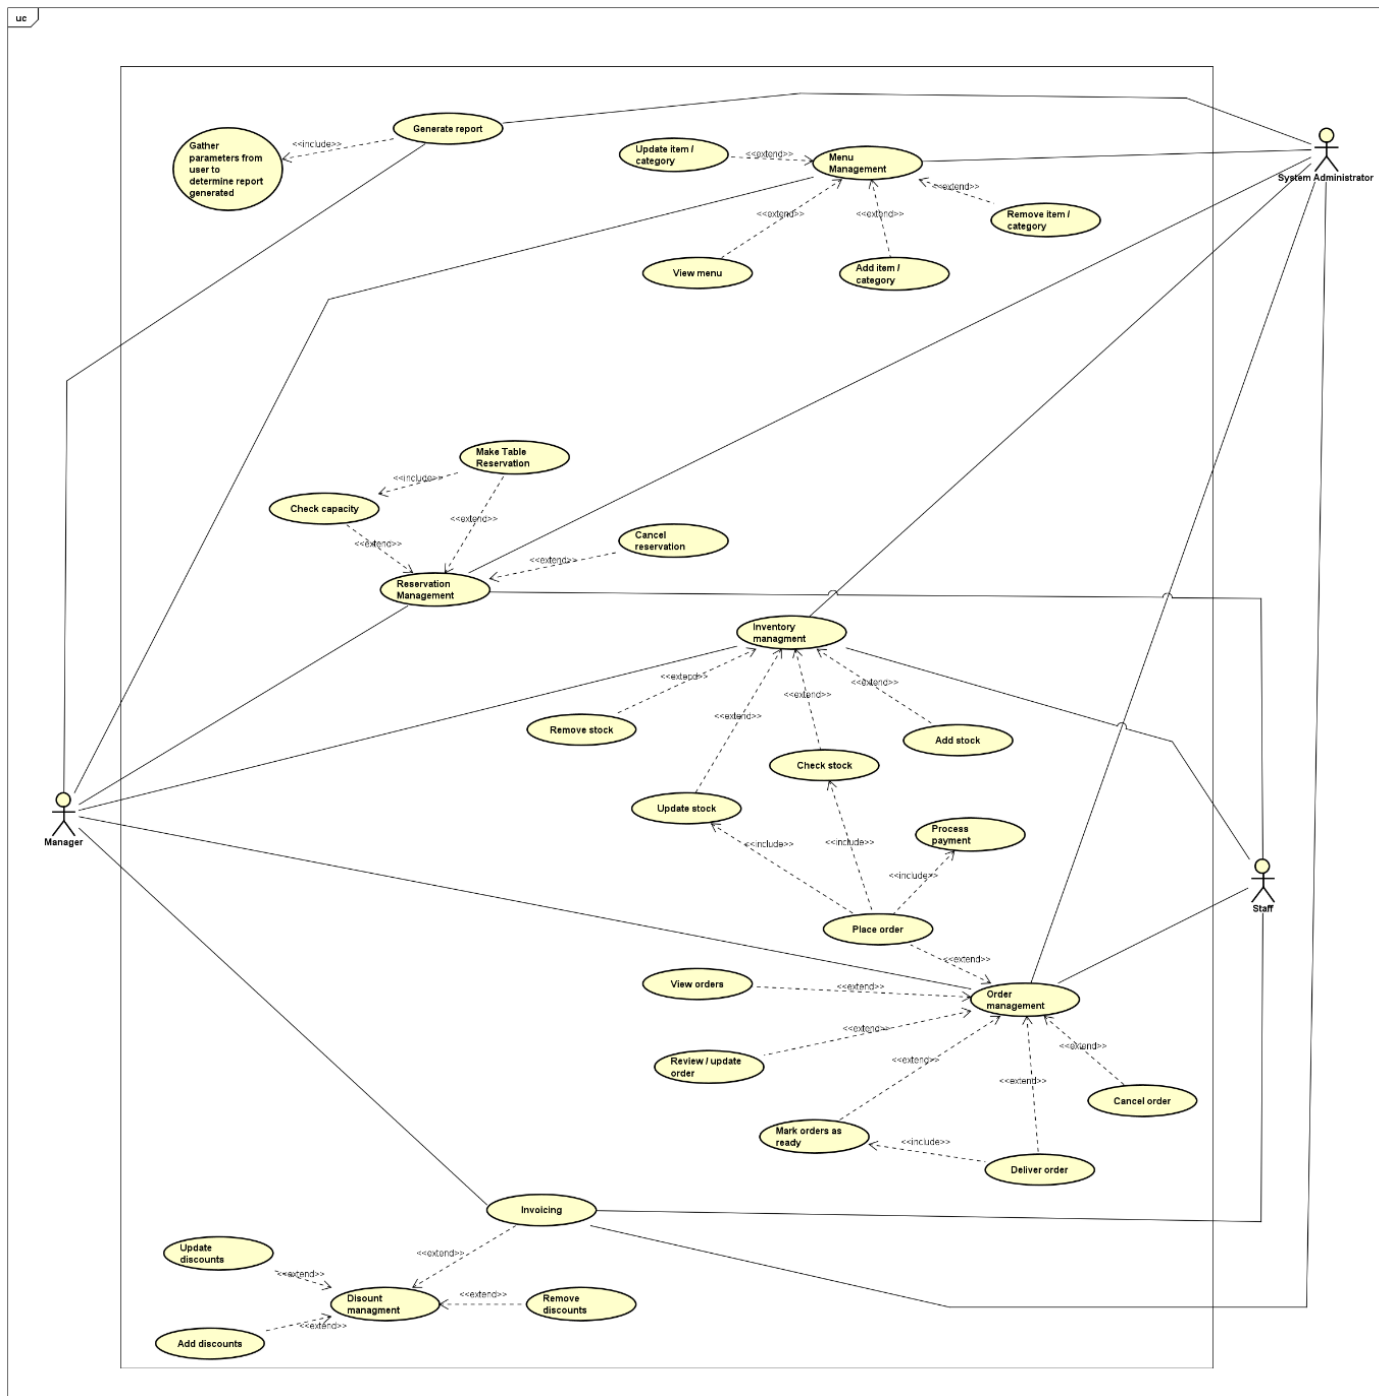 uc
Generate report
<<include>>
Gather
parameters from
user to
determine report
generated
Update item /
category
<<extend>>
Menu
Management
System Administrator
<<extend>>
<<extend>>
<<extend>>
Remove item /
category
View menu
Add item /
category
Make Table
Reservation
<<include>>
Check capacity
<<extend>>
<<extend>>
Cancel
reservation
<<extend>>
Reservation
Management
Inventory
managment
<<extend>>
<<extend>>
<<extend>>
<<extend>>
Remove stock
Add stock
Check stock
Update stock
Manager
Process
payment
<<include>>
<<include>>
<<include>>
Staff
Place order
<<extend>>
View orders
<<extend>>
Order
management
<<extend>>
Review / update
order
<<extend>>
<<extend>>
<<extend>>
Cancel order
Mark orders as
ready
<<include>>
Deliver order
Invoicing
Update
discounts
<<extend>>
<<extend>>
Disount
managment
<<extend>>
Remove
discounts
<<extend>>
Add discounts